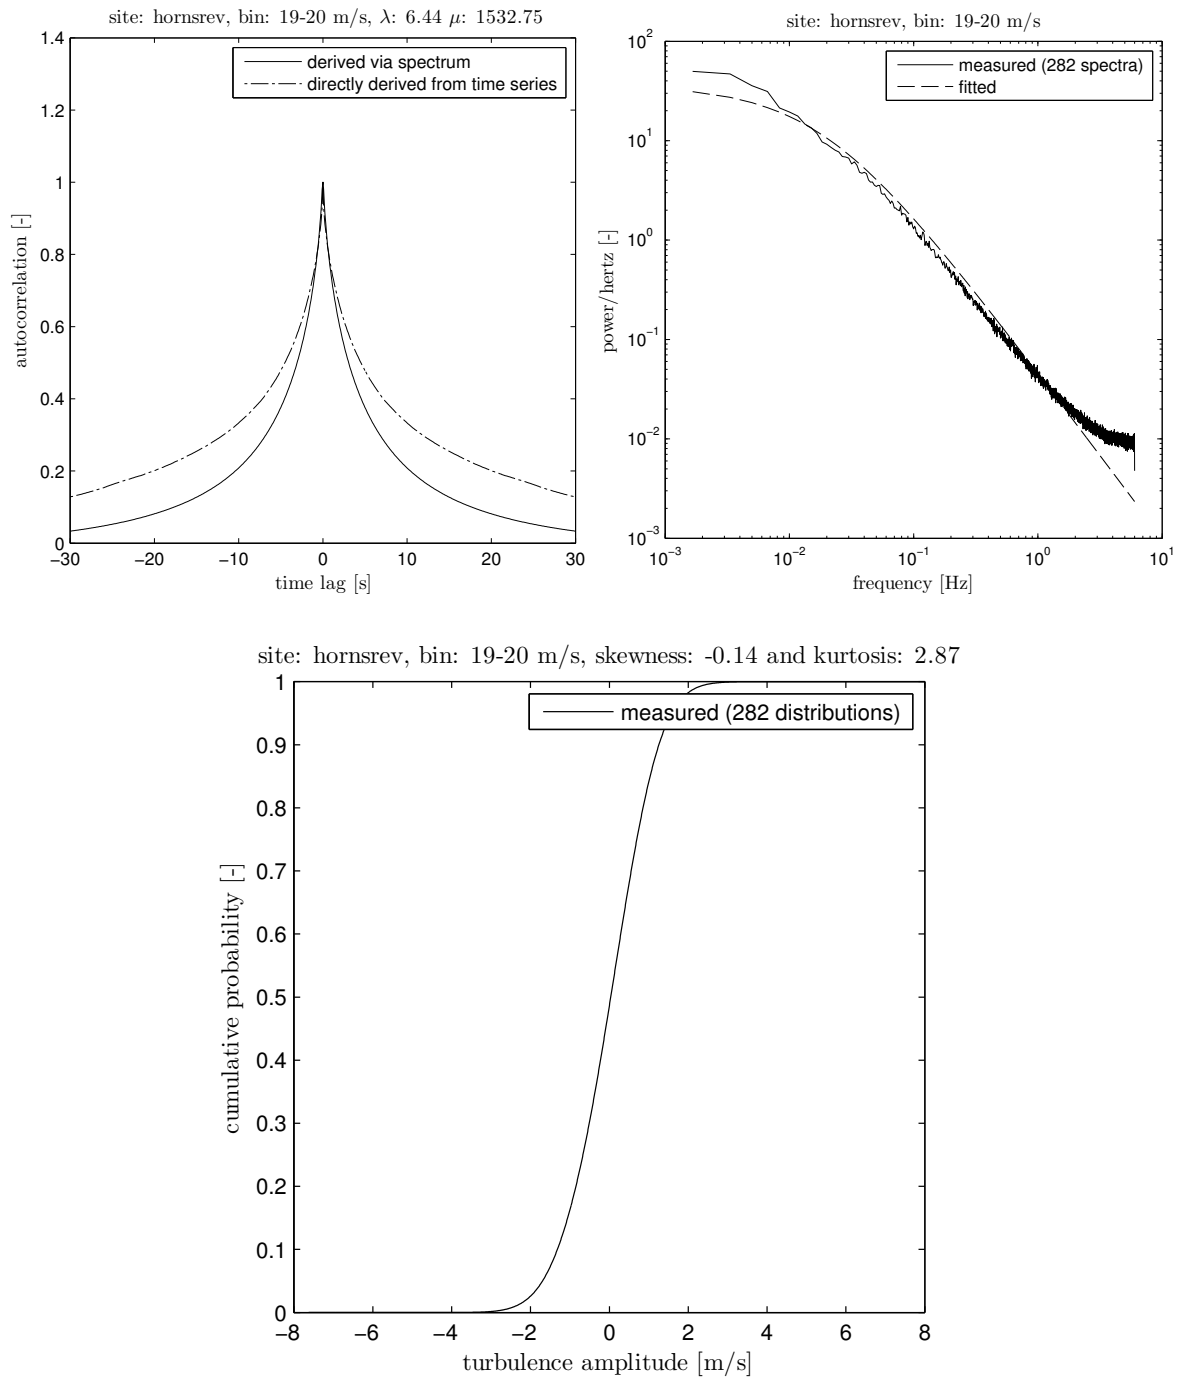 site: hornsrev, bin: 19-20 m/s, λ: 6.44 μ: 1532.75
1.4
1.2
1
0.8
0.6
0.4
0.2
0
autocorrelation [-]
derived via spectrum
directly derived from time series
−30 −20 −10 0 10 20 30
time lag [s]
site: hornsrev, bin: 19-20 m/s
10^2
10^1
10^0
10^−1
10^−2
10^−3
power/hertz [-]
measured (282 spectra)
fitted
10^−3 10^−2 10^−1 10^0 10^1
frequency [Hz]
site: hornsrev, bin: 19-20 m/s, skewness: -0.14 and kurtosis: 2.87
1
0.9
0.8
0.7
0.6
0.5
0.4
0.3
0.2
0.1
0
cumulative probability [-]
measured (282 distributions)
−8 −6 −4 −2 0 2 4 6 8
turbulence amplitude [m/s]